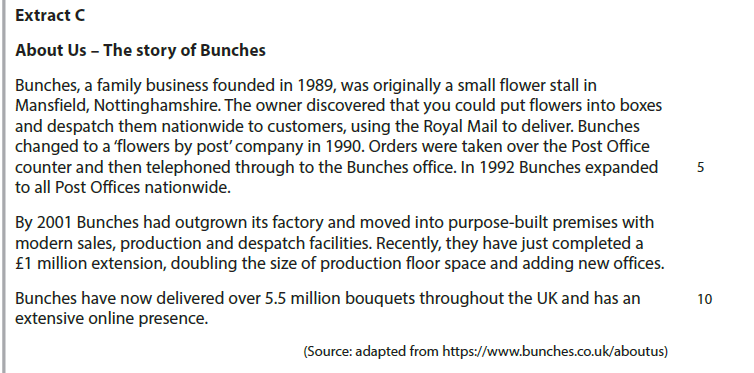 Extract C
About Us – The story of Bunches
Bunches, a family business founded in 1989, was originally a small flower stall in
Mansfield, Nottinghamshire. The owner discovered that you could put flowers into boxes
and despatch them nationwide to customers, using the Royal Mail to deliver. Bunches
changed to a ‘flowers by post’ company in 1990. Orders were taken over the Post Office
counter and then telephoned through to the Bunches office. In 1992 Bunches expanded 5
to all Post Offices nationwide.
By 2001 Bunches had outgrown its factory and moved into purpose-built premises with
modern sales, production and despatch facilities. Recently, they have just completed a
£1 million extension, doubling the size of production floor space and adding new offices.
Bunches have now delivered over 5.5 million bouquets throughout the UK and has an 10
extensive online presence.
(Source: adapted from https://www.bunches.co.uk/aboutus)